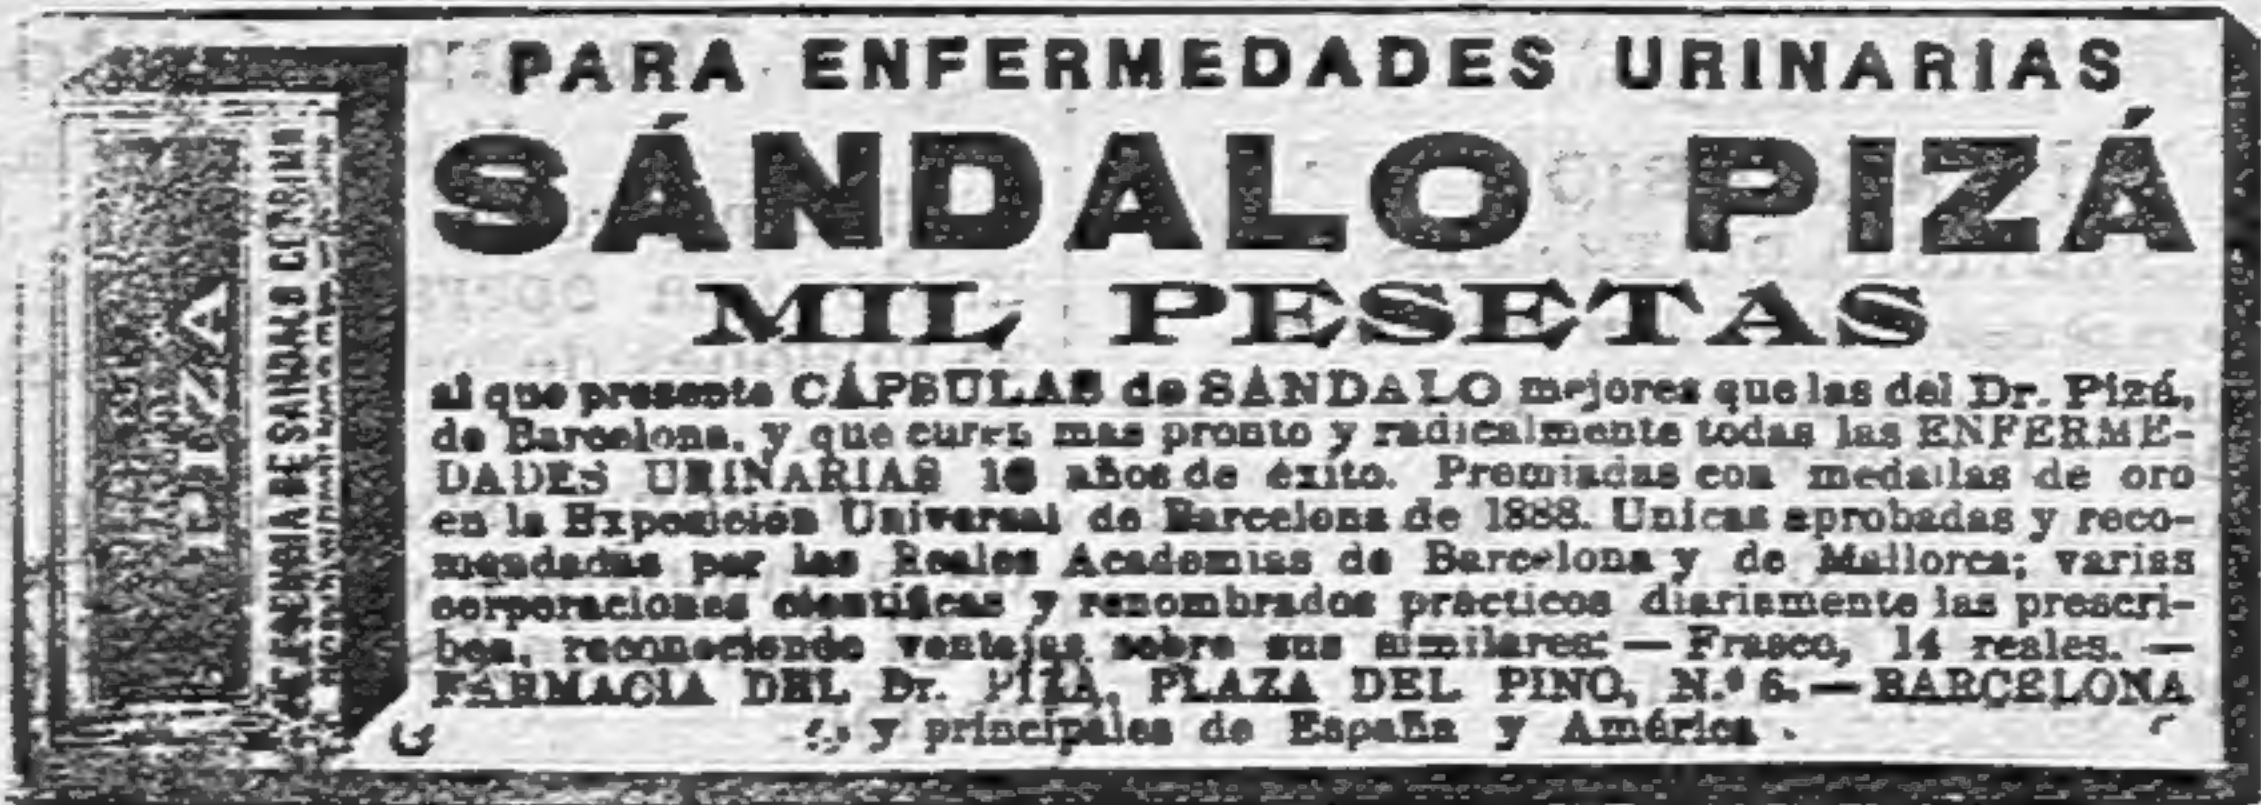 PARA ENFERMEDADES URINARIAS
SÁNDALO PIZÁ
MIL PESETAS
al que presente CÁPSULAS de SÁNDALO mejores que las del Dr. Pizá,
de Barcelona, y que curen mas pronto y radicalmente todas las ENFERME-
DADES URINARIAS años de éxito. Premiadas con medallas de oro
en la Exposición Universal de Barcelona de 1888. Unicas aprobadas y reco-
mendadas por las Reales Academias de Barcelona y de Mallorca; varias
corporaciones científicas y renombrados prácticos diariamente las prescri-
ben, reconociendo ventajas sobre sus similares. — Frasco, 14 reales. —
FARMACIA DEL Dr. PIZÁ, PLAZA DEL PINO, N.º 6. — BARCELONA
y principales de España y América.
PIZA
DE SANDALO